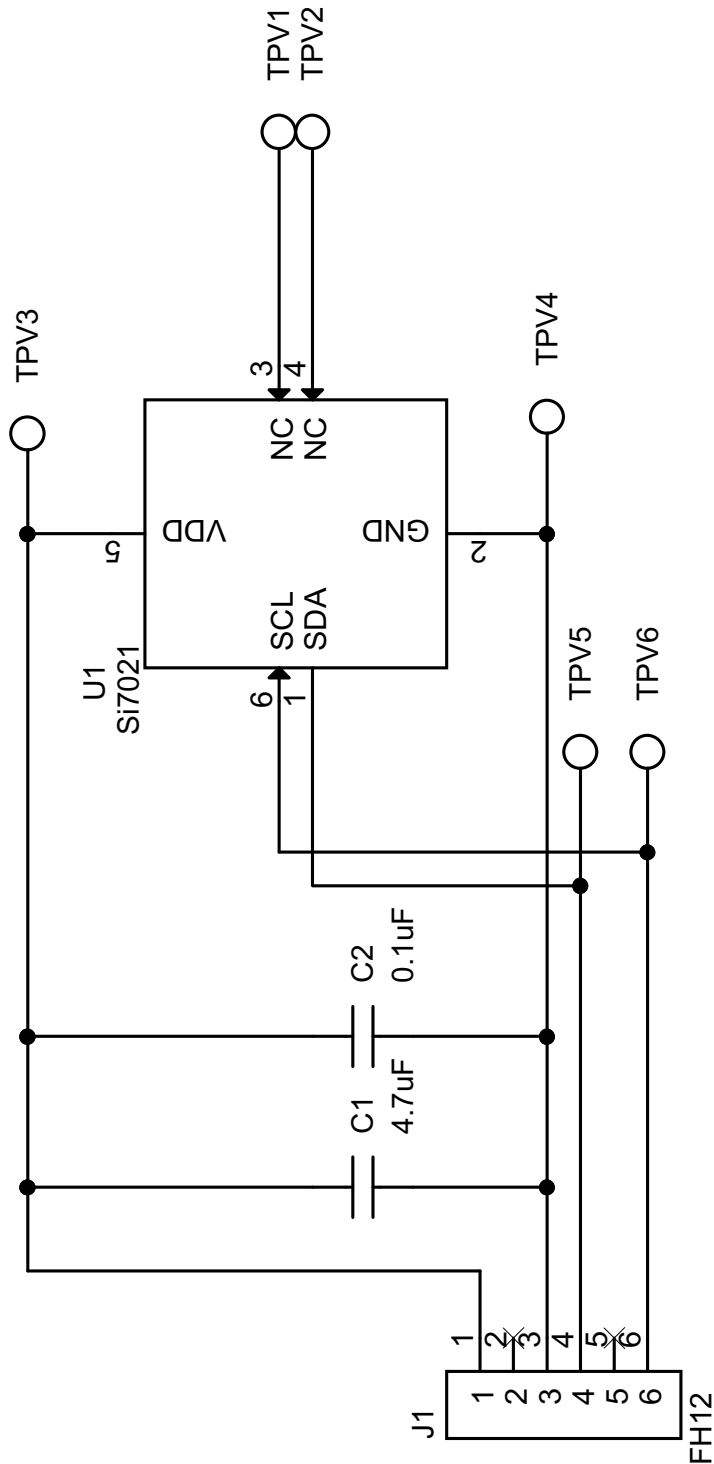 TPV1
TPV2
TPV3
3
4
TPV4
NC
NC
5
VDD
GND
2
SCL
SDA
U1
Si7021
6
1
TPV5
TPV6
C2
0.1uF
C1
4.7uF
1
2
3
4
5
6
1
2
3
4
5
6
J1
FH12